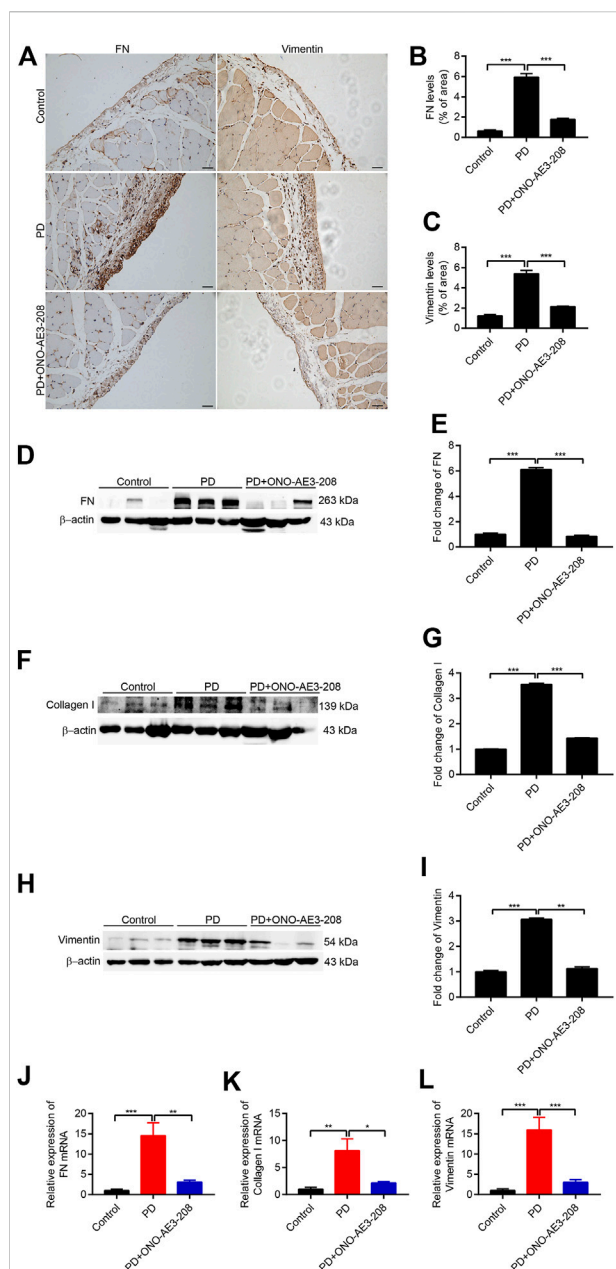 A
FN
Vimentin
Control
PD
PD+ONO-AE3-208
B
FN levels
(% of area)
8
6
4
2
0
***
***
Control
PD
PD+ONO-AE3-208
C
Vimentin levels
(% of area)
8
6
4
2
0
***
***
Control
PD
PD+ONO-AE3-208
D
Control
PD
PD+ONO-AE3-208
FN
263 kDa
β-actin
43 kDa
E
Fold change of FN
8
6
4
2
0
***
***
Control
PD
PD+ONO-AE3-208
F
Control
PD
PD+ONO-AE3-208
Collagen I
139 kDa
β-actin
43 kDa
G
Fold change of Collagen I
4
3
2
1
0
***
***
Control
PD
PD+ONO-AE3-208
H
Control
PD
PD+ONO-AE3-208
Vimentin
54 kDa
β-actin
43 kDa
I
Fold change of Vimentin
4
3
2
1
0
***
**
Control
PD
PD+ONO-AE3-208
J
Relative expression of
FN mRNA
20
15
10
5
0
***
**
Control
PD
PD+ONO-AE3-208
K
Relative expression of
Collagen I mRNA
15
10
5
0
**
*
Control
PD
PD+ONO-AE3-208
L
Relative expression of
Vimentin mRNA
20
15
10
5
0
***
***
Control
PD
PD+ONO-AE3-208